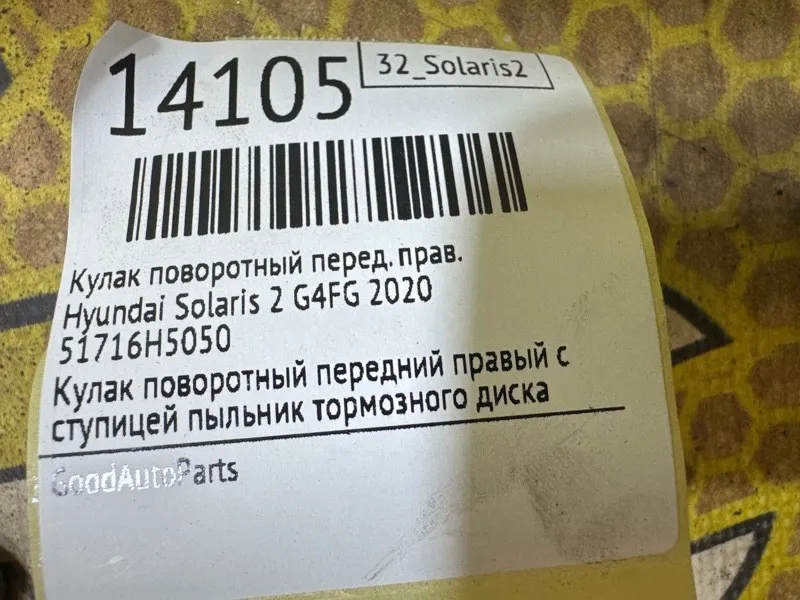 14105
32_Solaris2
Кулак поворотный перед. прав.
Hyundai Solaris 2 G4FG 2020
51716H5050
Кулак поворотный передний правый с
ступицей пыльник тормозного диска
GoodAutoParts